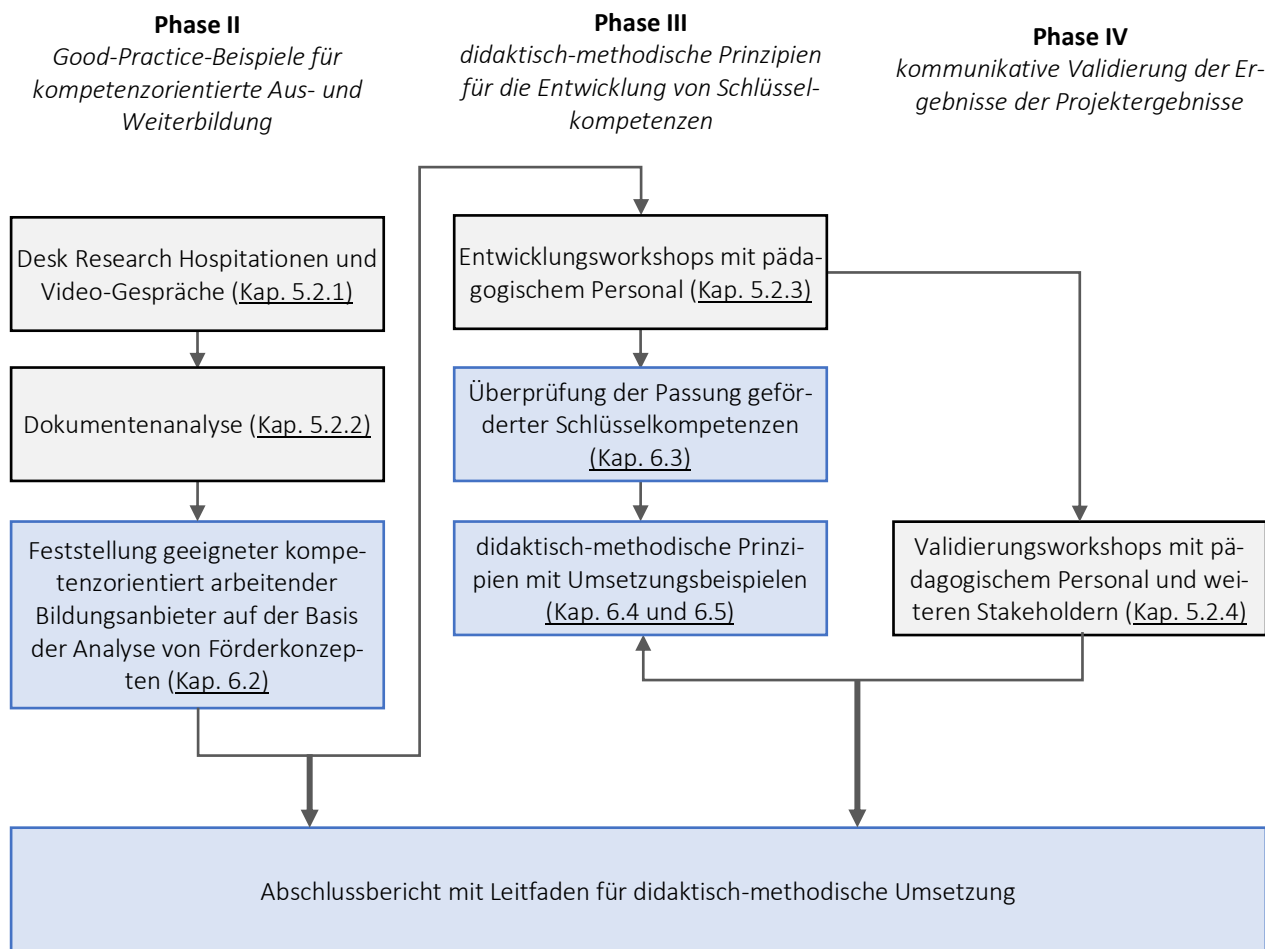 Phase II
Good-Practice-Beispiele für
kompetenzorientierte Aus- und
Weiterbildung
Phase III
didaktisch-methodische Prinzipien
für die Entwicklung von Schlüssel-
kompetenzen
Phase IV
kommunikative Validierung der Er-
gebnisse der Projektergebnisse
Desk Research Hospitationen und
Video-Gespräche (Kap. 5.2.1)
Dokumentenanalyse (Kap. 5.2.2)
Feststellung geeigneter kompe-
tenzorientiert arbeitender
Bildungsanbieter auf der Basis
der Analyse von Förderkonzep-
ten (Kap. 6.2)
Entwicklungsworkshops mit päda-
gogischem Personal (Kap. 5.2.3)
Überprüfung der Passung geför-
derter Schlüsselkompetenzen
(Kap. 6.3)
didaktisch-methodische Prinzi-
pien mit Umsetzungsbeispielen
(Kap. 6.4 und 6.5)
Validierungsworkshops mit pä-
dagogischem Personal und wei-
teren Stakeholdern (Kap. 5.2.4)
Abschlussbericht mit Leitfaden für didaktisch-methodische Umsetzung